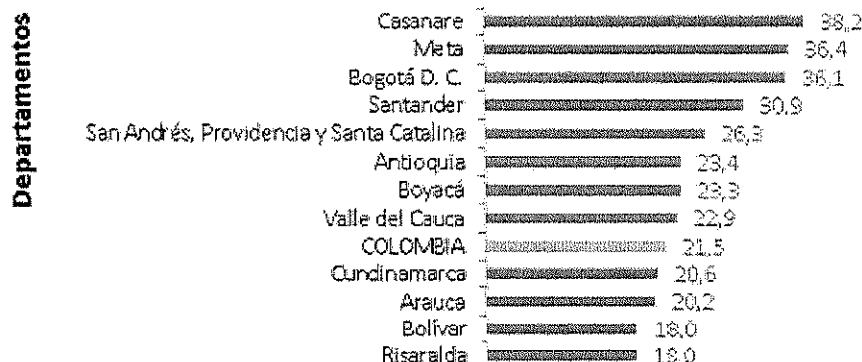 Departamentos
Casanare 38,2
Meta 36,4
Bogotá D. C. 36,1
Santander 30,9
San Andrés, Providencia y Santa Catalina 26,3
Antioquia 23,4
Boyacá 23,3
Valle del Cauca 22,9
COLOMBIA 21,5
Cundinamarca 20,6
Arauca 20,2
Bolívar 18,0
Risaralda 18,0